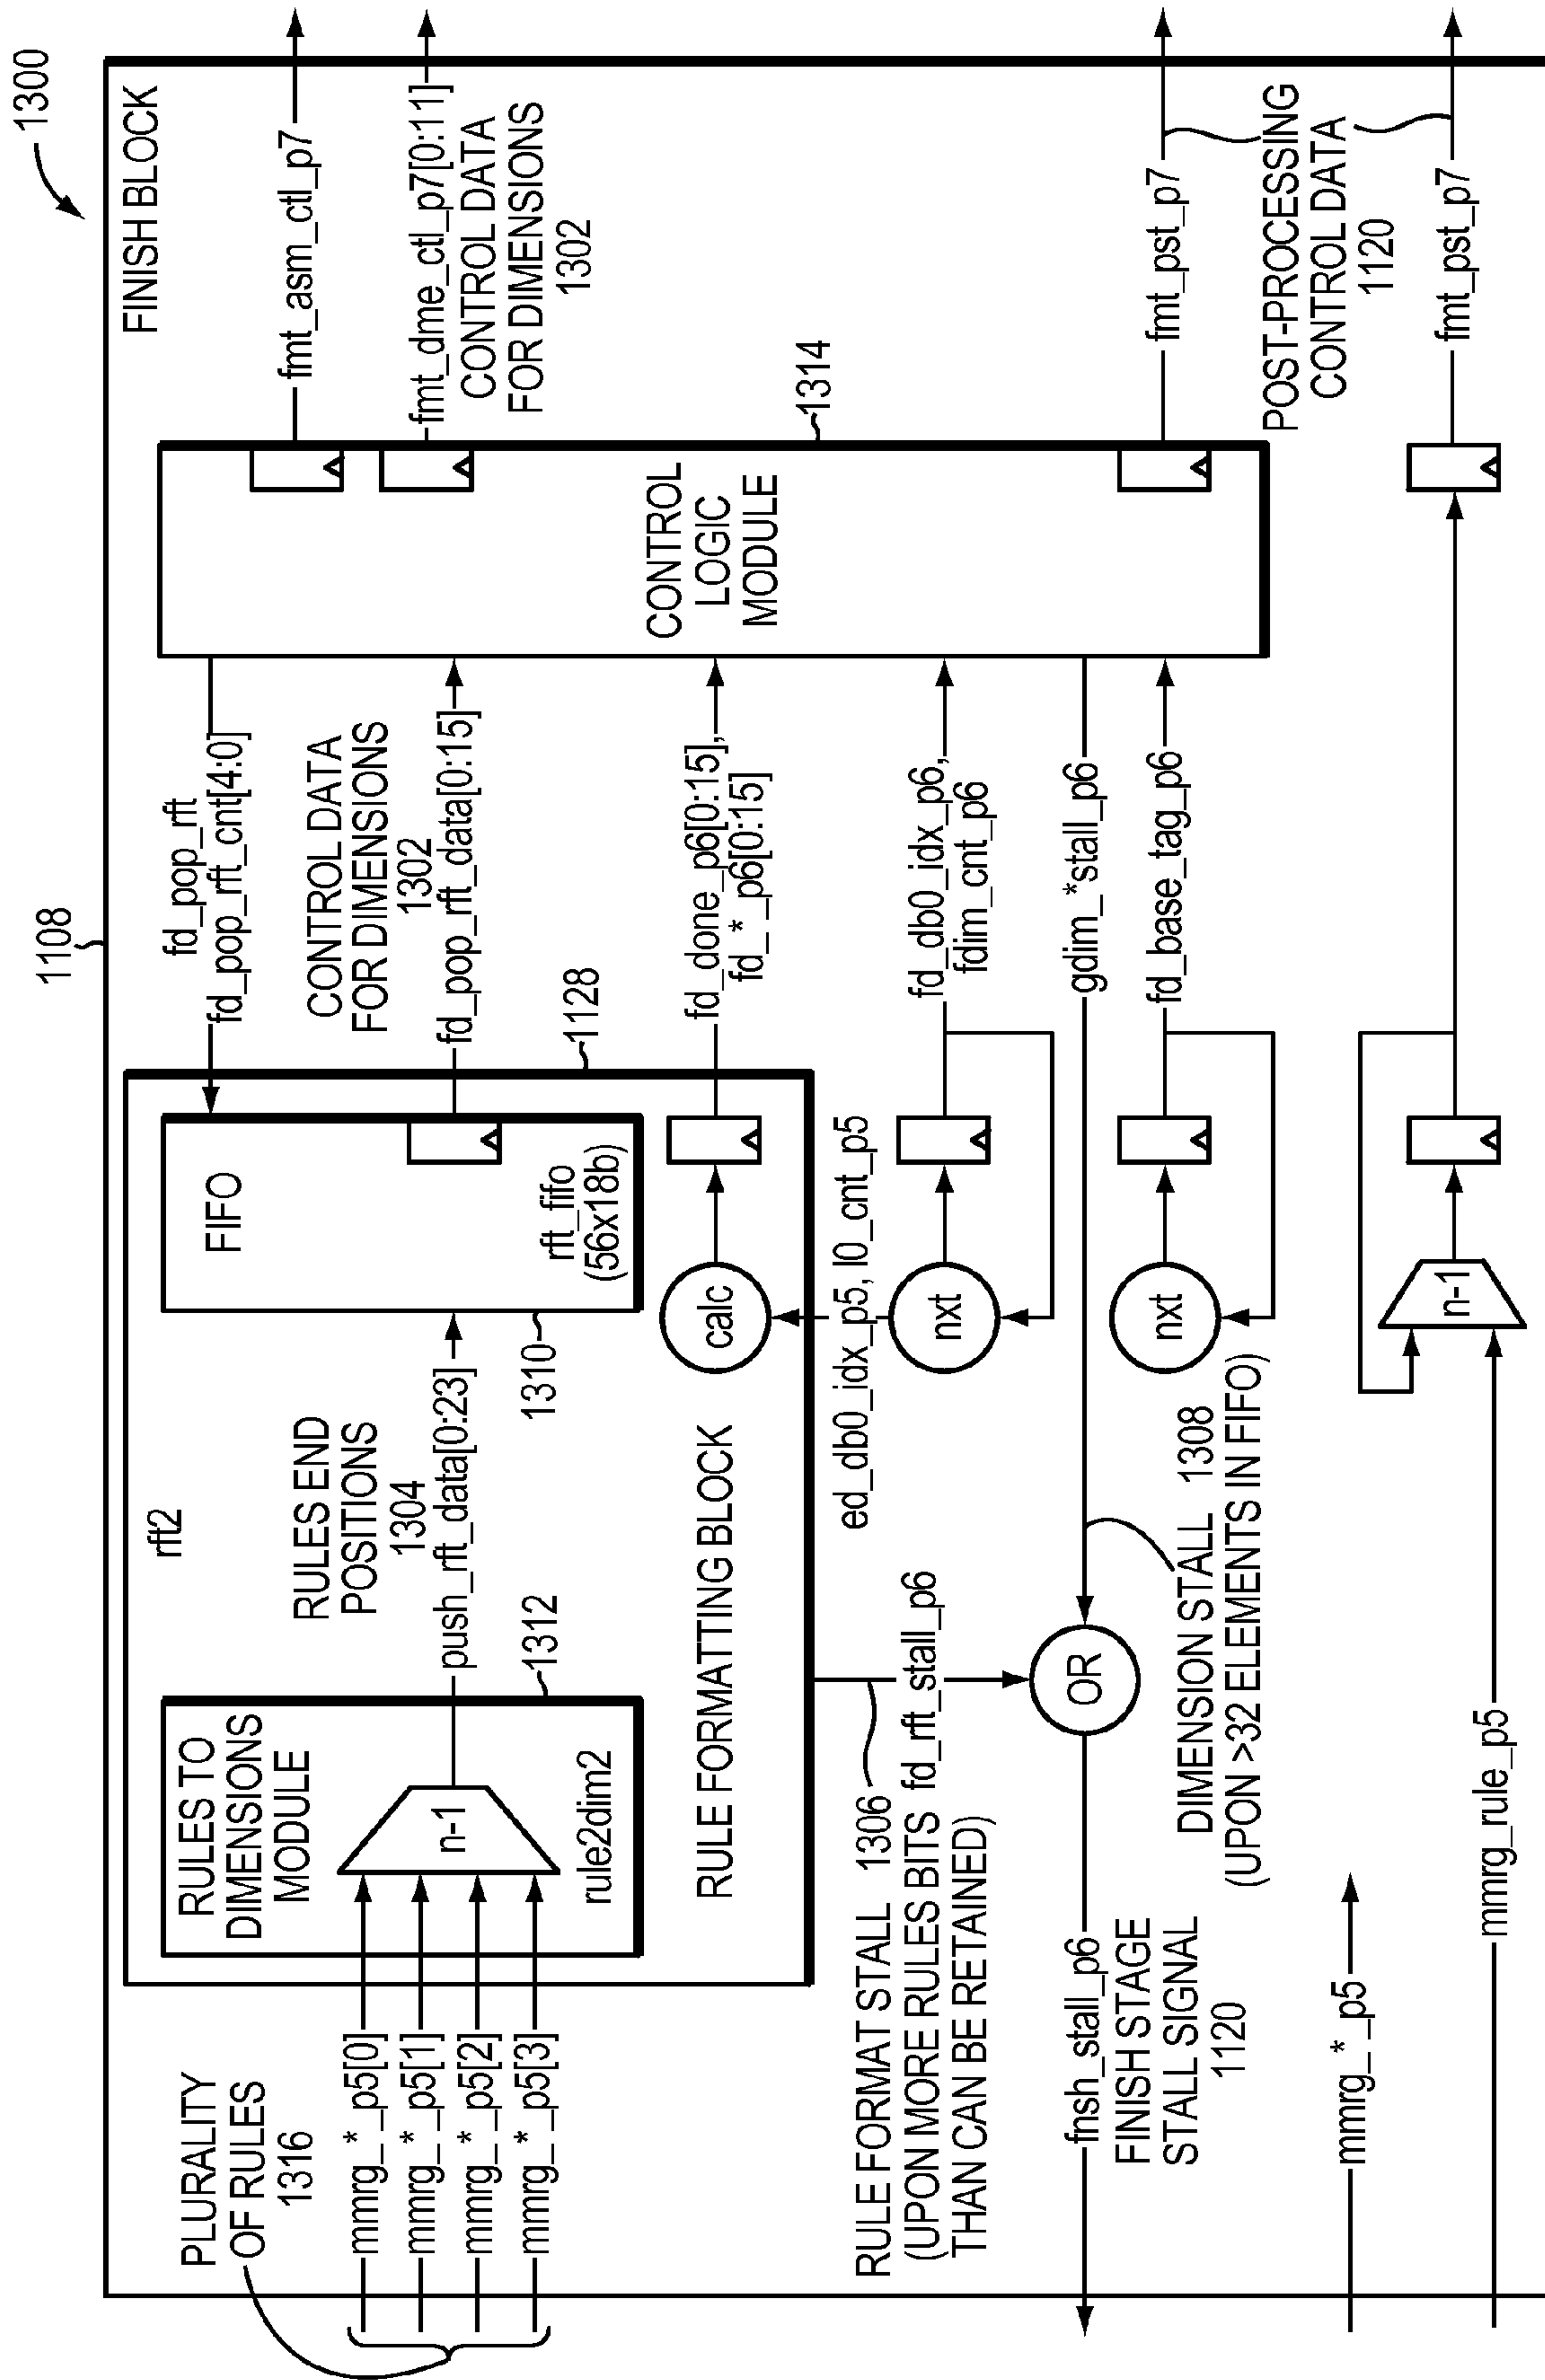 1300
1108
FINISH BLOCK
PLURALITY
OF RULES
1316
mmrg_*_p5[0]
mmrg_*_p5[1]
mmrg_*_p5[2]
mmrg_*_p5[3]
rft2
RULES TO
DIMENSIONS
MODULE
n-1
rule2dim2
1312
RULES END
POSITIONS
1304
push_rft_data[0:23]
FIFO
rft_fifo
(56x18b)
1310
1128
RULE FORMATTING BLOCK
calc
fd_pop_rft
fd_pop_rft_cnt[4:0]
CONTROL DATA
FOR DIMENSIONS
1302
fd_pop_rft_data[0:15]
fd_done_p6[0:15],
fd_*_p6[0:15]
CONTROL
LOGIC
MODULE
1314
fmt_asm_ctl_p7
fmt_dme_ctl_p7[0:11]
CONTROL DATA
FOR DIMENSIONS
1302
RULE FORMAT STALL 1306
(UPON MORE RULES BITS
THAN CAN BE RETAINED)
fd_rft_stall_p6
ed_db0_idx_p5, l0_cnt_p5
nxt
fd_db0_idx_p6,
fdim_cnt_p6
OR
gdim_*stall_p6
fnsh_stall_p6
FINISH STAGE
STALL SIGNAL
1120
DIMENSION STALL 1308
(UPON >32 ELEMENTS IN FIFO)
nxt
fd_base_tag_p6
fmt_pst_p7
POST-PROCESSING
CONTROL DATA
1120
mmrg_*_p5
mmrg_rule_p5
n-1
fmt_pst_p7